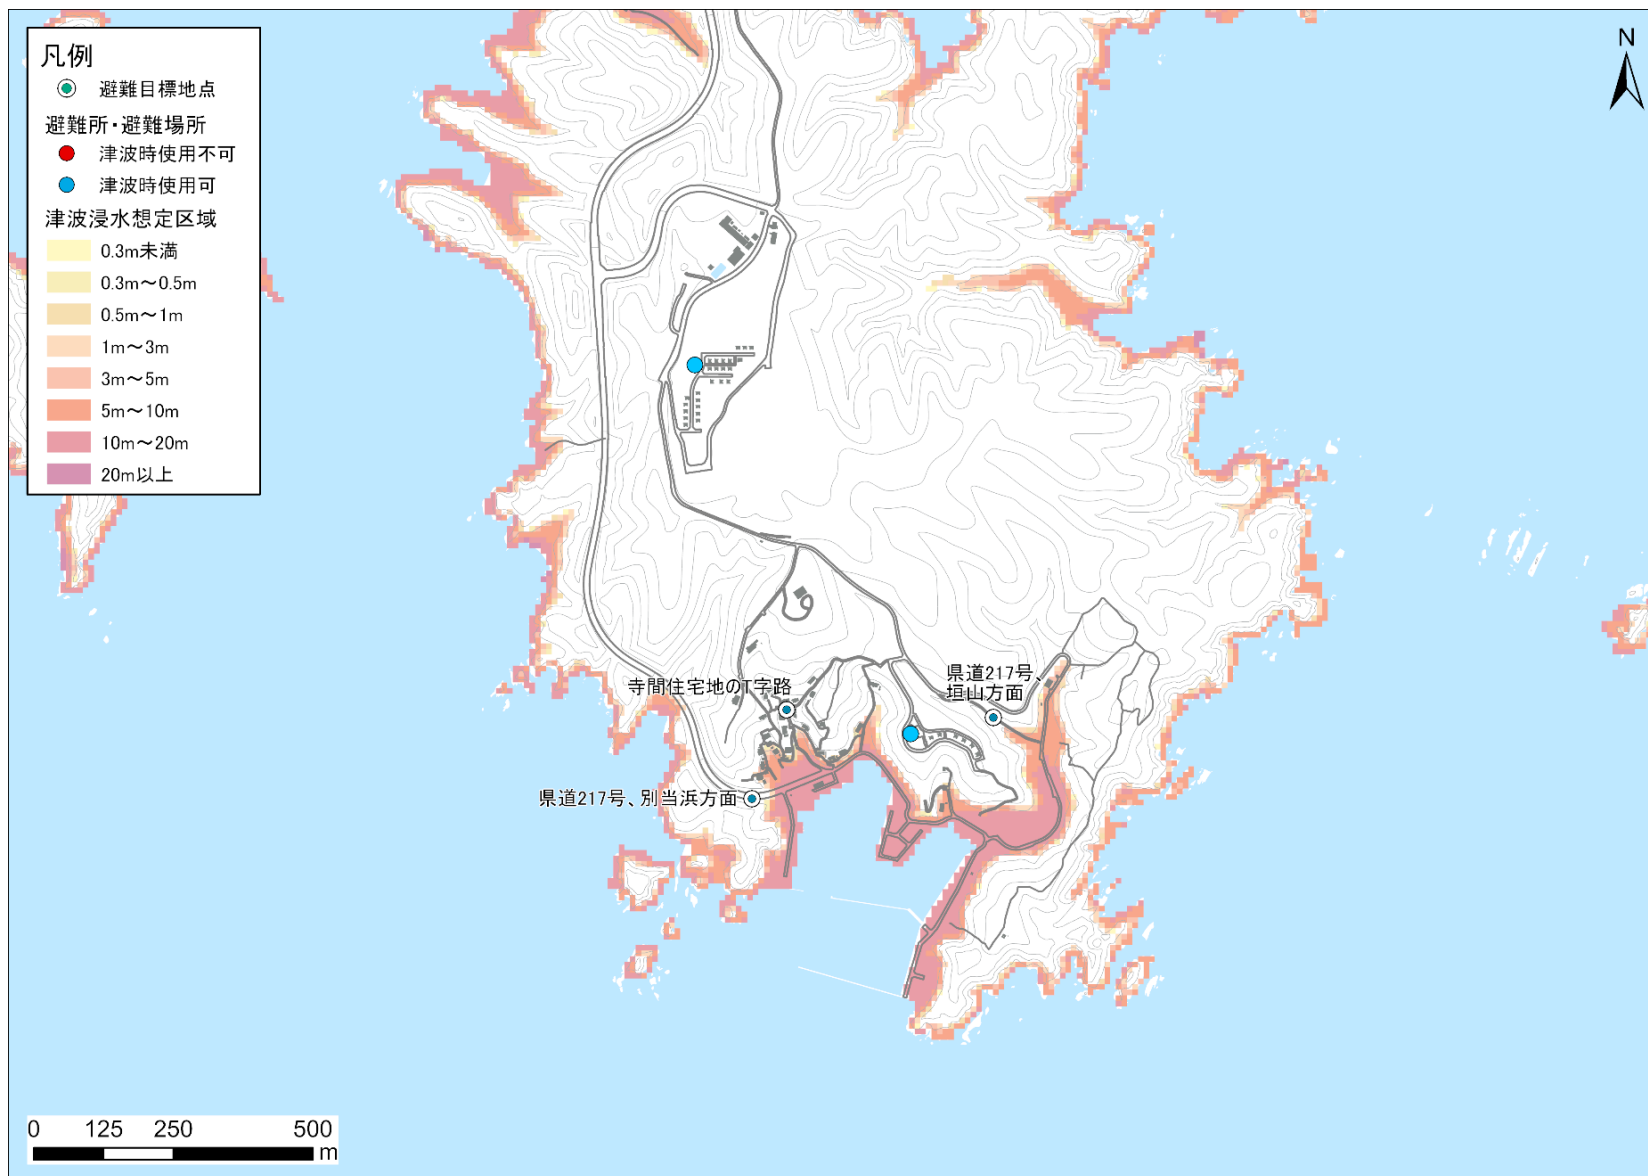 凡例
避難目標地点
避難所・避難場所
津波時使用不可
津波時使用可
津波浸水想定区域
0.3m未満
0.3m～0.5m
0.5m～1m
1m～3m
3m～5m
5m～10m
10m～20m
20m以上
N
県道217号、
垣山方面
寺間住宅地のT字路
県道217号、別当浜方面
0 125 250 500
m